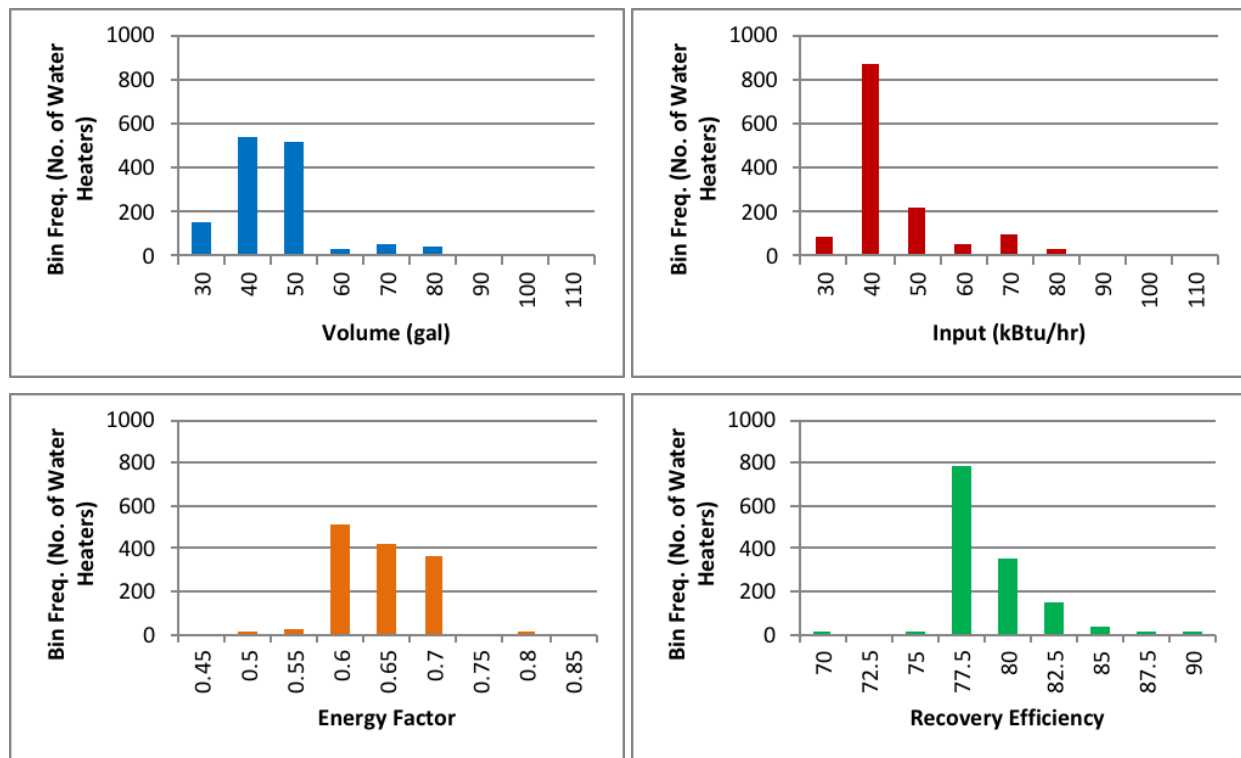 Bin Freq. (No. of Water
Heaters)
1000
800
600
400
200
0
30 40 50 60 70 80 90 100 110
Volume (gal)
Bin Freq. (No. of Water
Heaters)
1000
800
600
400
200
0
30 40 50 60 70 80 90 100 110
Input (kBtu/hr)
Bin Freq. (No. of Water
Heaters)
1000
800
600
400
200
0
0.45 0.5 0.55 0.6 0.65 0.7 0.75 0.8 0.85
Energy Factor
Bin Freq. (No. of Water
Heaters)
1000
800
600
400
200
0
70 72.5 75 77.5 80 82.5 85 87.5 90
Recovery Efficiency